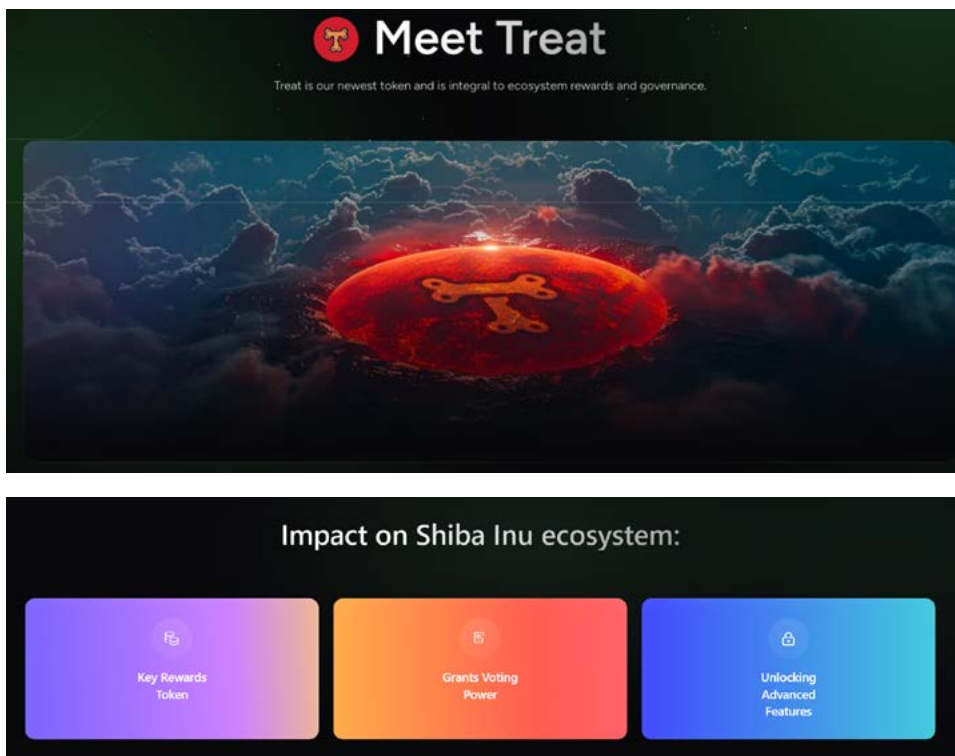 Meet Treat
Treat is our newest token and is integral to ecosystem rewards and governance.
Impact on Shiba Inu ecosystem:
Key Rewards
Token
Grants Voting
Power
Unlocking
Advanced
Features